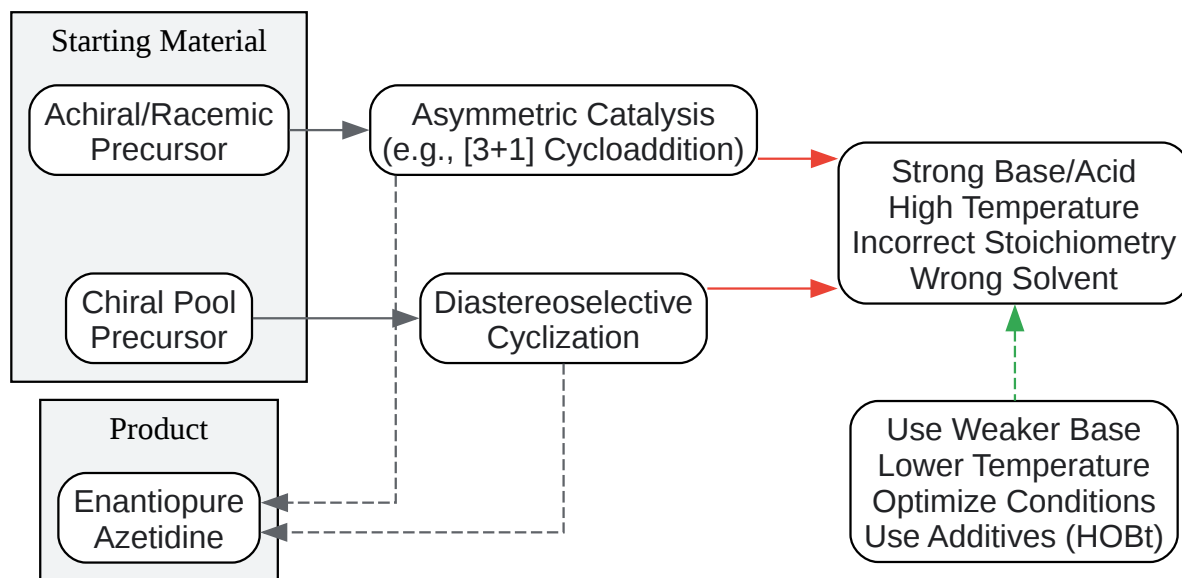 Starting Material
Achiral/Racemic
Precursor
Asymmetric Catalysis
(e.g., [3+1] Cycloaddition)
Strong Base/Acid
High Temperature
Incorrect Stoichiometry
Wrong Solvent
Chiral Pool
Precursor
Diastereoselective
Cyclization
Product
Enantiopure
Azetidine
Use Weaker Base
Lower Temperature
Optimize Conditions
Use Additives (HOBt)